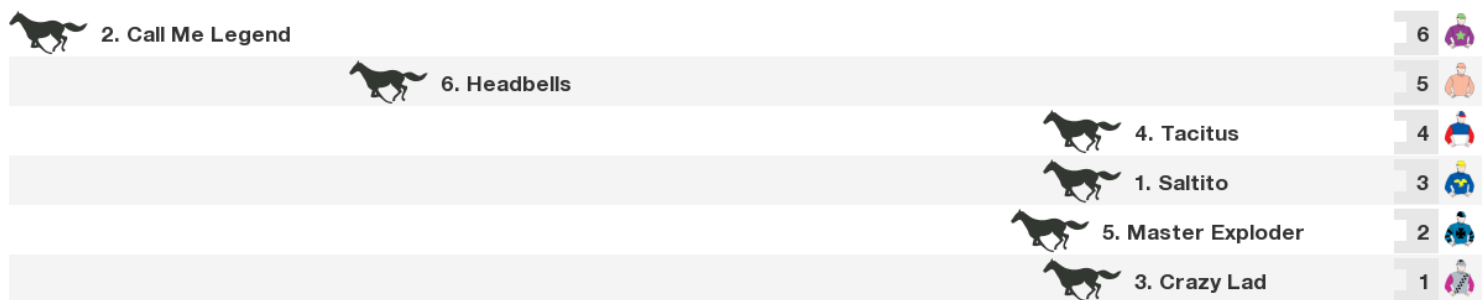 2. Call Me Legend 6
6. Headbells 5
4. Tacitus 4
1. Saltito 3
5. Master Exploder 2
3. Crazy Lad 1